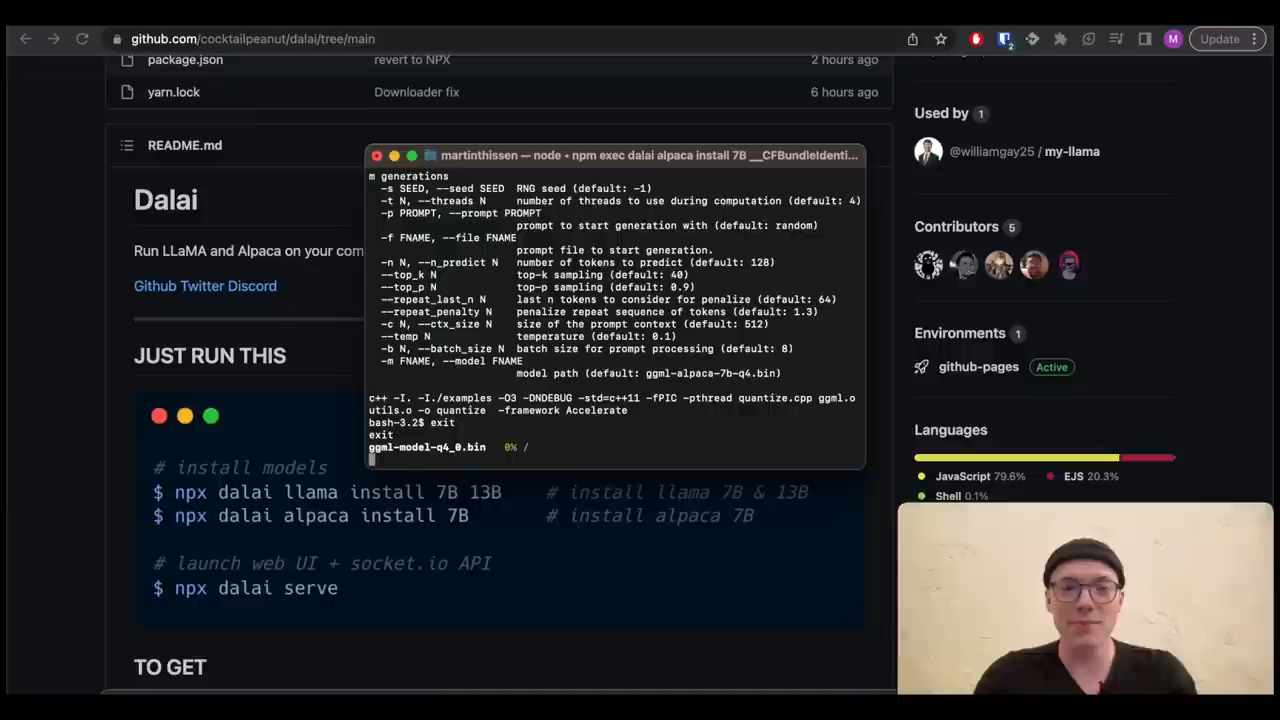 github.com/cocktailpeanut/dalai/tree/main
2
M
Update
package.json revert to NPX 2 hours ago
yarn.lock Downloader fix 6 hours ago
README.md
Dalai
Run LLaMA and Alpaca on your com
Github Twitter Discord
JUST RUN THIS
# install models
$ npx dalai llama install 7B 13B # install llama 7B & 13B
$ npx dalai alpaca install 7B # install alpaca 7B
# launch web UI + socket.io API
$ npx dalai serve
TO GET
martinthissen — node • npm exec dalai alpaca install 7B __CFBundleIdenti...
m generations
-s SEED, --seed SEED RNG seed (default: -1)
-t N, --threads N number of threads to use during computation (default: 4)
-p PROMPT, --prompt PROMPT
prompt to start generation with (default: random)
-f FNAME, --file FNAME
prompt file to start generation.
-n N, --n_predict N number of tokens to predict (default: 128)
--top_k N top-k sampling (default: 40)
--top_p N top-p sampling (default: 0.9)
--repeat_last_n N last n tokens to consider for penalize (default: 64)
--repeat_penalty N penalize repeat sequence of tokens (default: 1.3)
-c N, --ctx_size N size of the prompt context (default: 512)
--temp N temperature (default: 0.1)
-b N, --batch_size N batch size for prompt processing (default: 8)
-m FNAME, --model FNAME
model path (default: ggml-alpaca-7b-q4.bin)
c++ -I. -I./examples -O3 -DNDEBUG -std=c++11 -fPIC -pthread quantize.cpp ggml.o
utils.o -o quantize -framework Accelerate
bash-3.2$ exit
exit
ggml-model-q4_0.bin 0% /
Used by 1
@williamgay25 / my-llama
Contributors 5
Environments 1
github-pages Active
Languages
JavaScript 79.6% EJS 20.3%
Shell 0.1%